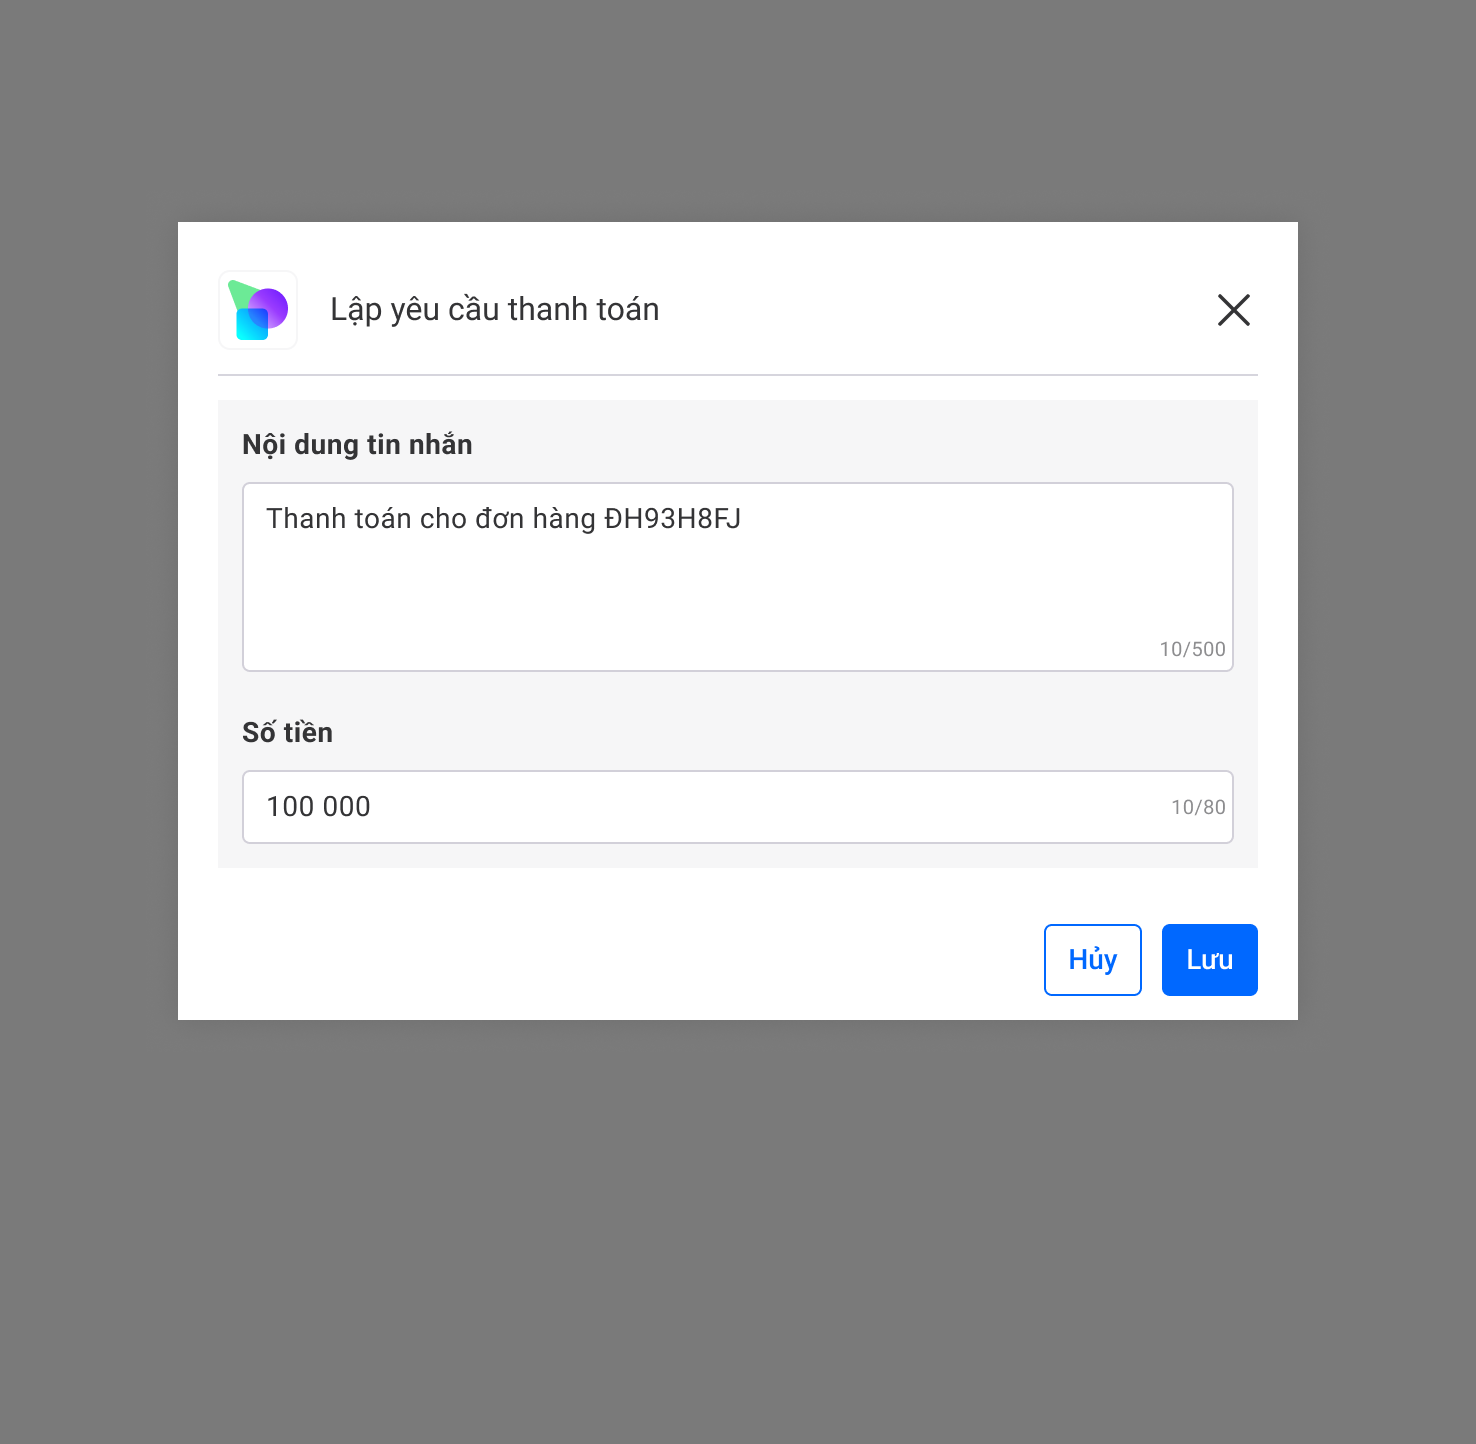 Lập yêu cầu thanh toán
Nội dung tin nhắn
Thanh toán cho đơn hàng ĐH93H8FJ
10/500
Số tiền
100 000
10/80
Hủy
Lưu